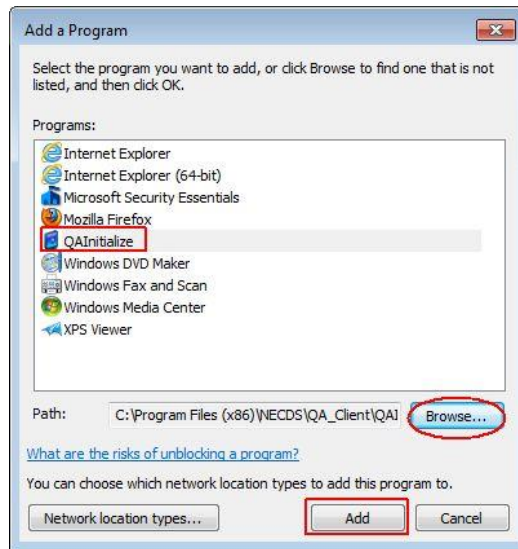 Add a Program
Select the program you want to add, or click Browse to find one that is not
listed, and then click OK.
Programs:
Internet Explorer
Internet Explorer (64-bit)
Microsoft Security Essentials
Mozilla Firefox
QAInitialize
Windows DVD Maker
Windows Fax and Scan
Windows Media Center
XPS Viewer
Path: C:\Program Files (x86)\NECDS\QA_Client\QAI Browse...
What are the risks of unblocking a program?
You can choose which network location types to add this program to.
Network location types... Add Cancel